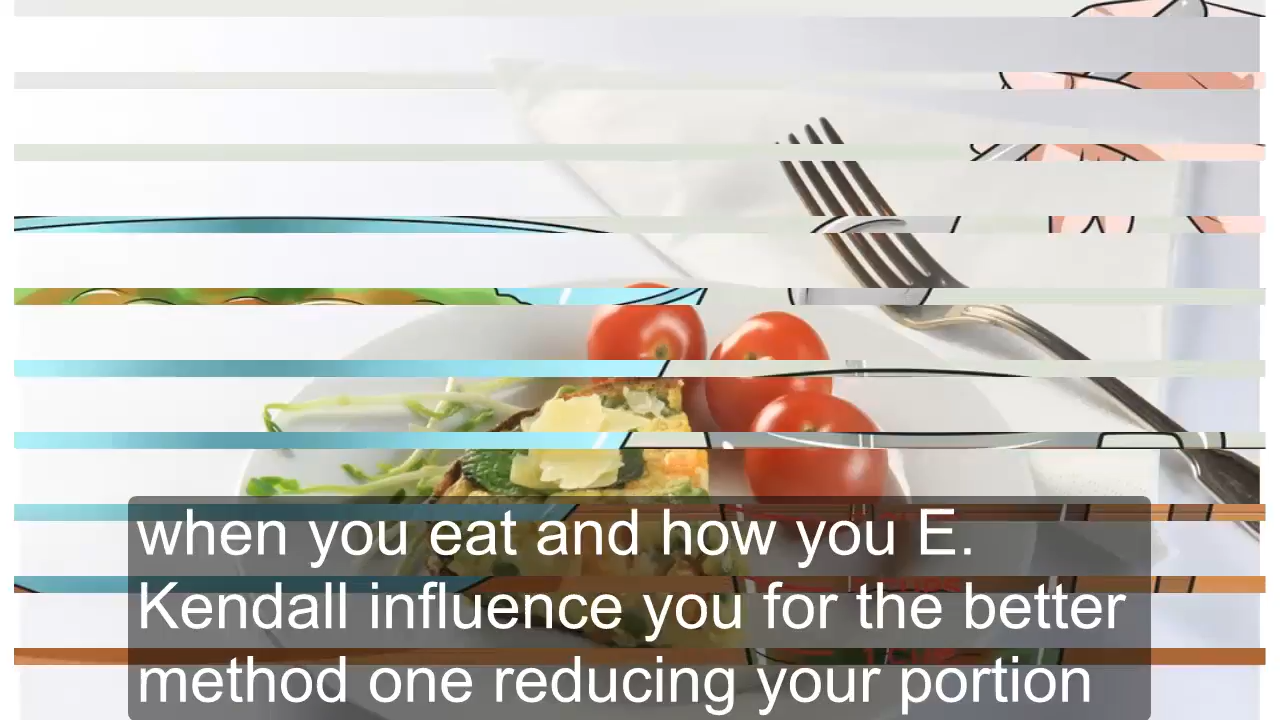 when you eat and how you E.
Kendall influence you for the better
method one reducing your portion